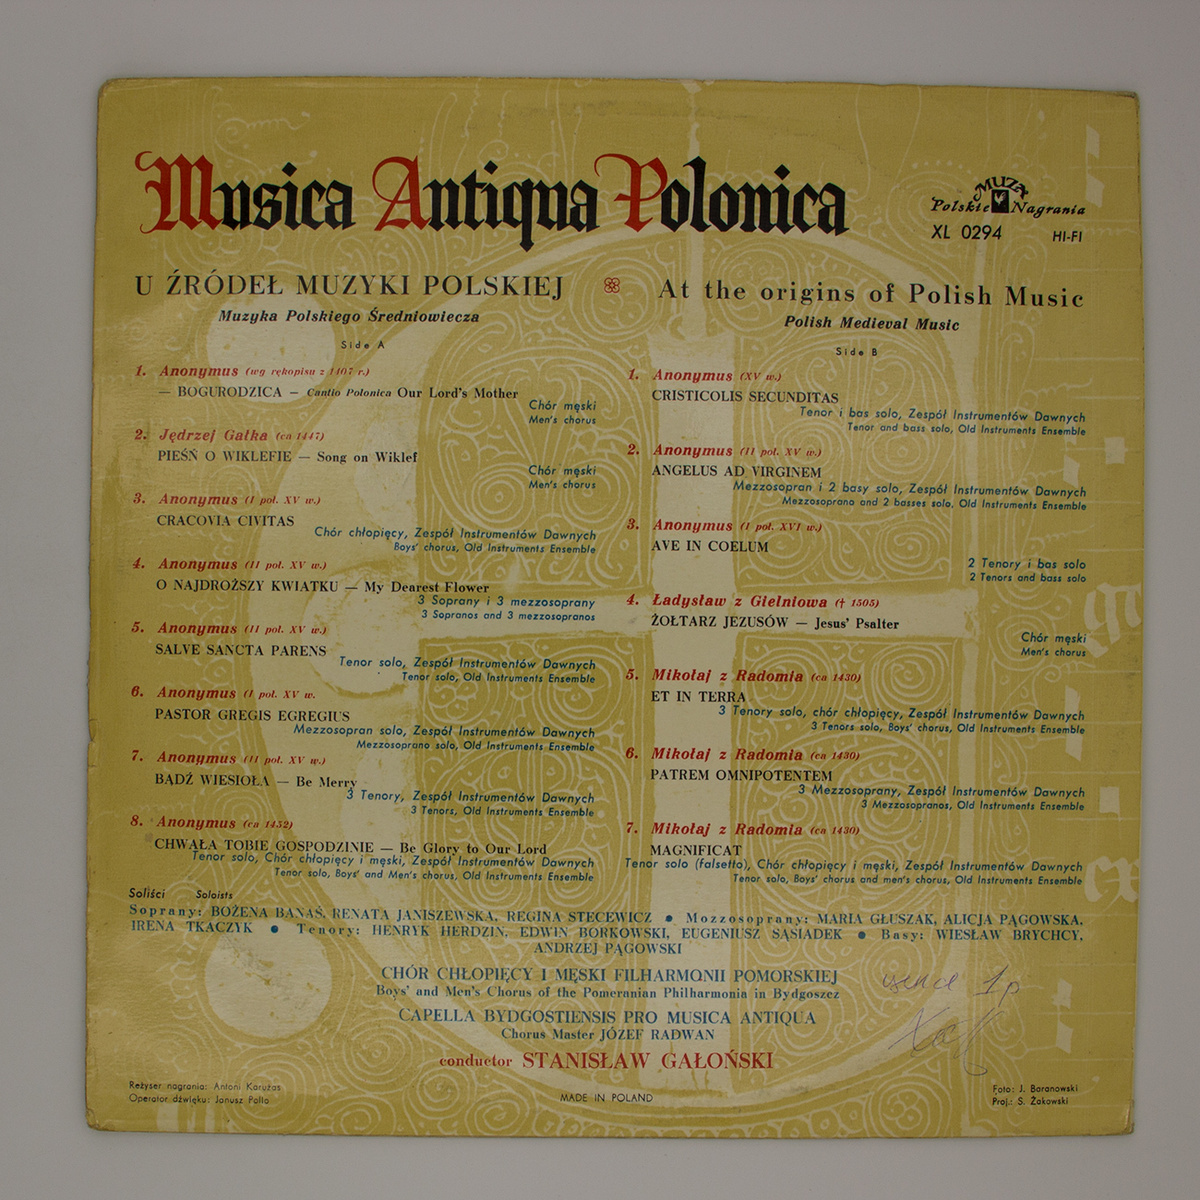 Musica Antiqua Polonica
MUZA
Polskie Nagrania
XL 0294 HI-FI
U ŹRÓDEŁ MUZYKI POLSKIEJ
Muzyka Polskiego Średniowiecza
Side A
1. Anonymus (wg rękopisu z 1407 r.)
— BOGURODZICA – Cantio Polonica Our Lord's Mother
Chór męski
Men's chorus
2. Jędrzej Gałka (ca 1447)
PIEŚŃ O WIKLEFIE — Song on Wiklef
Chór męski
Men's chorus
3. Anonymus (I poł. XV w.)
CRACOVIA CIVITAS
Chór chłopięcy, Zespół Instrumentów Dawnych
Boys' chorus, Old Instruments Ensemble
4. Anonymus (II poł. XV w.)
O NAJDROŻSZY KWIATKU — My Dearest Flower
3 Soprany i 3 mezzosoprany
3 Sopranos and 3 mezzosopranos
5. Anonymus (II poł. XV w.)
SALVE SANCTA PARENS
Tenor solo, Zespół Instrumentów Dawnych
Tenor solo, Old Instruments Ensemble
6. Anonymus (I poł. XV w.
PASTOR GREGIS EGREGIUS
Mezzosopran solo, Zespół Instrumentów Dawnych
Mezzosoprano solo, Old Instruments Ensemble
7. Anonymus (II poł. XV w.)
BĄDŹ WIESIOŁA — Be Merry
3 Tenory, Zespół Instrumentów Dawnych
3 Tenors, Old Instruments Ensemble
8. Anonymus (ca 1452)
CHWAŁA TOBIE GOSPODZINIE — Be Glory to Our Lord
Tenor solo, Chór chłopięcy i męski, Zespół Instrumentów Dawnych
Tenor solo, Boys' and Men's chorus, Old Instruments Ensemble
At the origins of Polish Music
Polish Medieval Music
Side B
1. Anonymus (XV w.)
CRISTICOLIS SECUNDITAS
Tenor i bas solo, Zespół Instrumentów Dawnych
Tenor and bass solo, Old Instruments Ensemble
2. Anonymus (II poł. XV w.)
ANGELUS AD VIRGINEM
Mezzosopran i 2 basy solo, Zespół Instrumentów Dawnych
Mezzosoprano and 2 basses solo, Old Instruments Ensemble
3. Anonymus (I poł. XVI w.)
AVE IN COELUM
2 Tenory i bas solo
2 Tenors and bass solo
4. Ładysław z Gielniowa († 1505)
ŻOŁTARZ JEZUSÓW — Jesus' Psalter
Chór męski
Men's chorus
5. Mikołaj z Radomia (ca 1430)
ET IN TERRA
3 Tenory solo, chór chłopięcy, Zespół Instrumentów Dawnych
3 Tenors solo, Boys' chorus, Old Instruments Ensemble
6. Mikołaj z Radomia (ca 1430)
PATREM OMNIPOTENTEM
3 Mezzosoprany, Zespół Instrumentów Dawnych
3 Mezzosopranos, Old Instruments Ensemble
7. Mikołaj z Radomia (ca 1430)
MAGNIFICAT
Tenor solo (falsetto), Chór chłopięcy i męski, Zespół Instrumentów Dawnych
Tenor solo, Boys' chorus and men's chorus, Old Instruments Ensemble
Soliści Soloists
Soprany: BOŻENA BANAŚ, RENATA JANISZEWSKA, REGINA STECEWICZ ● Mozzosoprany: MARIA GŁUSZAK, ALICJA PĄGOWSKA,
IRENA TKACZYK ● Tenory: HENRYK HERDZIN, EDWIN BORKOWSKI, EUGENIUSZ SĄSIADEK ● Basy: WIESŁAW BRYCHCY,
ANDRZEJ PĄGOWSKI
CHÓR CHŁOPIĘCY I MĘSKI FILHARMONII POMORSKIEJ
Boys' and Men's Chorus of the Pomeranian Philharmonia in Bydgoszcz
CAPELLA BYDGOSTIENSIS PRO MUSICA ANTIQUA
Chorus Master JÓZEF RADWAN
conductor STANISŁAW GAŁOŃSKI
Reżyser nagrania: Antoni Karużas
Operator dźwięku: Janusz Pollo
MADE IN POLAND
Foto: J. Baranowski
Proj.: S. Żakowski